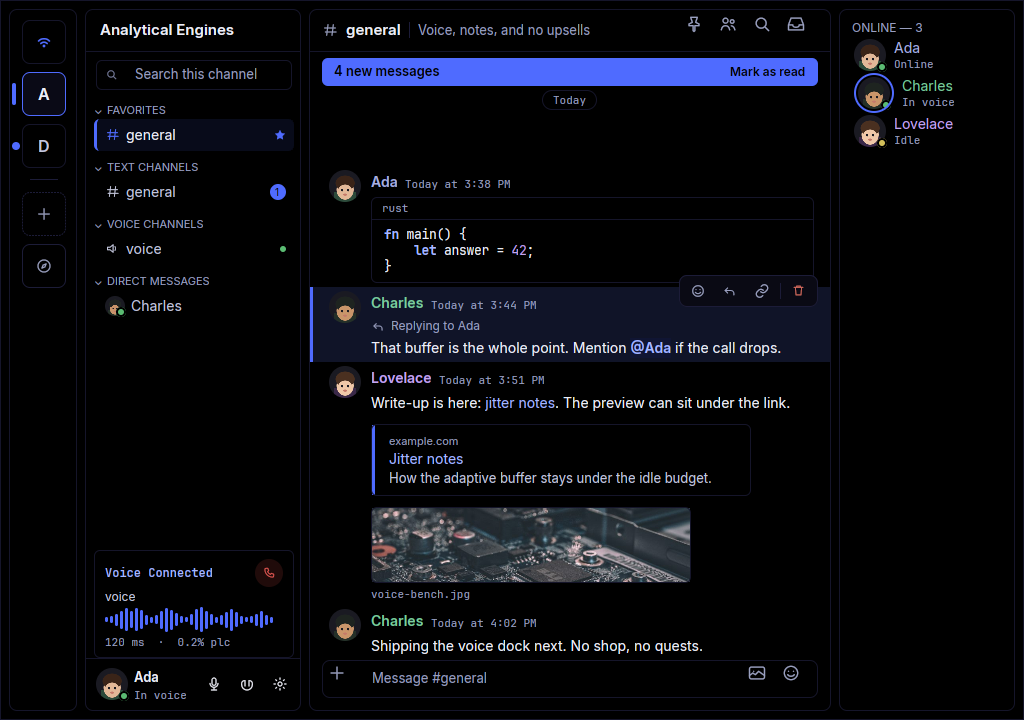 A
D
Analytical Engines
Search this channel
FAVORITES
general
TEXT CHANNELS
general
1
VOICE CHANNELS
voice
DIRECT MESSAGES
Charles
Voice Connected
voice
120 ms · 0.2% plc
Ada
In voice
# general
Voice, notes, and no upsells
4 new messages
Mark as read
Today
Ada Today at 3:38 PM
rust
fn main() {
let answer = 42;
}
Charles Today at 3:44 PM
Replying to Ada
That buffer is the whole point. Mention @Ada if the call drops.
Lovelace Today at 3:51 PM
Write-up is here: jitter notes. The preview can sit under the link.
example.com
Jitter notes
How the adaptive buffer stays under the idle budget.
voice-bench.jpg
Charles Today at 4:02 PM
Shipping the voice dock next. No shop, no quests.
Message #general
ONLINE — 3
Ada
Online
Charles
In voice
Lovelace
Idle